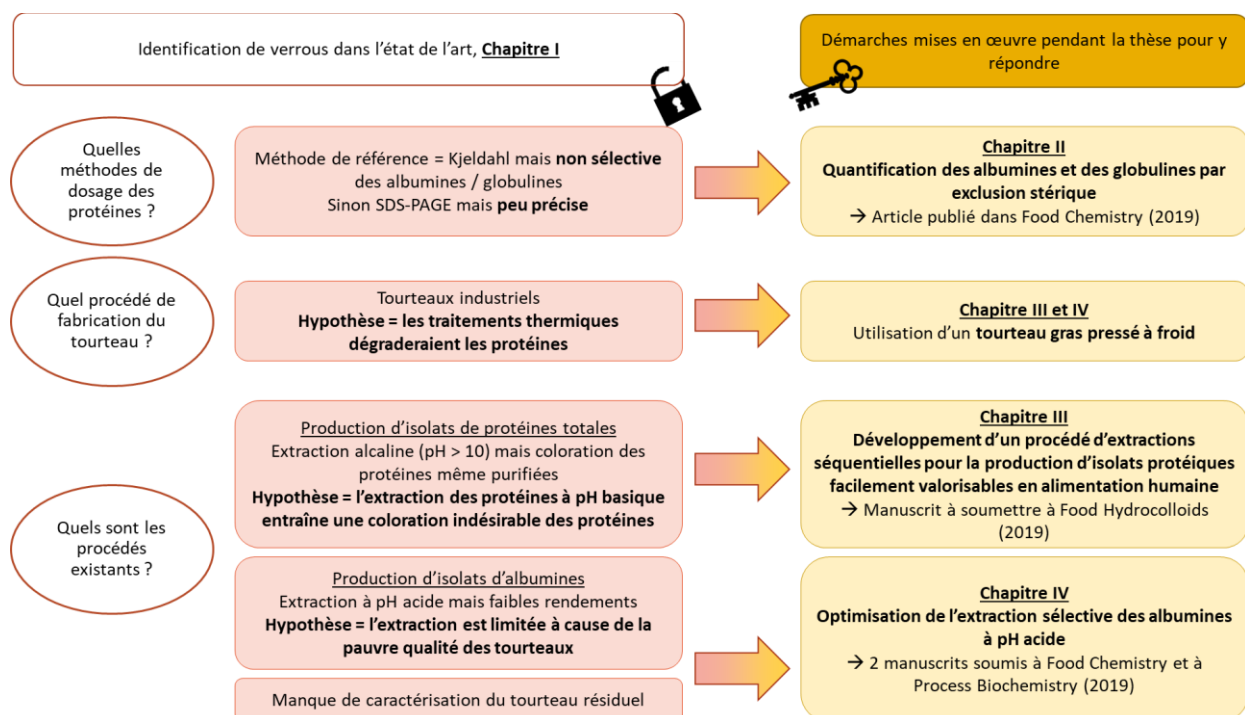 Identification de verrous dans l'état de l'art, Chapitre I
Démarches mises en œuvre pendant la thèse pour y
répondre
Quelles
méthodes de
dosage des
protéines ?
Méthode de référence = Kjeldahl mais non sélective
des albumines / globulines
Sinon SDS-PAGE mais peu précise
Chapitre II
Quantification des albumines et des globulines par
exclusion stérique
→ Article publié dans Food Chemistry (2019)
Quel procédé de
fabrication du
tourteau ?
Tourteaux industriels
Hypothèse = les traitements thermiques
dégraderaient les protéines
Chapitre III et IV
Utilisation d'un tourteau gras pressé à froid
Quels sont les
procédés
existants ?
Production d'isolats de protéines totales
Extraction alcaline (pH > 10) mais coloration des
protéines même purifiées
Hypothèse = l'extraction des protéines à pH basique
entraîne une coloration indésirable des protéines
Chapitre III
Développement d'un procédé d'extractions
séquentielles pour la production d'isolats protéiques
facilement valorisables en alimentation humaine
→ Manuscrit à soumettre à Food Hydrocolloids
(2019)
Production d'isolats d'albumines
Extraction à pH acide mais faibles rendements
Hypothèse = l'extraction est limitée à cause de la
pauvre qualité des tourteaux
Manque de caractérisation du tourteau résiduel
Chapitre IV
Optimisation de l'extraction sélective des albumines
à pH acide
→ 2 manuscrits soumis à Food Chemistry et à
Process Biochemistry (2019)